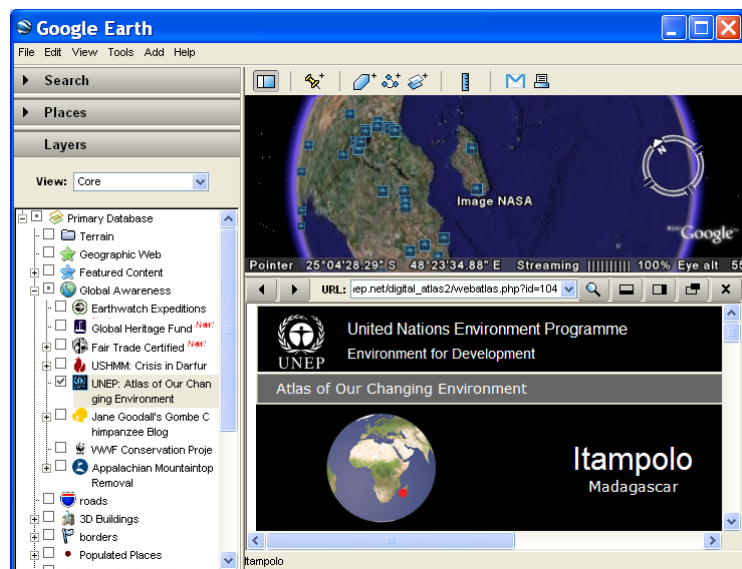 Google Earth
File Edit View Tools Add Help
Search
Places
Layers
View: Core
Primary Database
Terrain
Geographic Web
Featured Content
Global Awareness
Earthwatch Expeditions
Global Heritage Fund New!
Fair Trade Certified New!
USHMM: Crisis in Darfur
UNEP: Atlas of Our Chan
ging Environment
Jane Goodall's Gombe C
himpanzee Blog
WWF Conservation Proje
Appalachian Mountaintop
Removal
roads
3D Buildings
borders
Populated Places
N
Image NASA
Google
Pointer 25°04'28.29" S 48°23'34.88" E Streaming ||||||||| 100% Eye alt 55
URL: ep.net/digital_atlas2/webatlas.php?id=104
UNEP
United Nations Environment Programme
Environment for Development
Atlas of Our Changing Environment
Itampolo
Madagascar
Itampolo